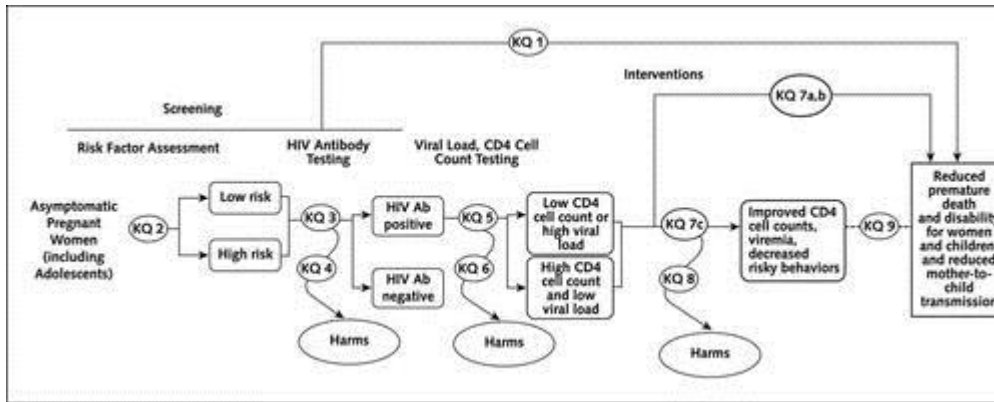 KQ 1
Interventions
KQ 7a,b
Screening
Risk Factor Assessment
HIV Antibody
Testing
Viral Load, CD4 Cell
Count Testing
Asymptomatic
Pregnant
Women
(including
Adolescents)
KQ 2
Low risk
High risk
KQ 3
KQ 4
Harms
HIV Ab
positive
HIV Ab
negative
KQ 5
KQ 6
Harms
Low CD4
cell count or
high viral
load
High CD4
cell count
and low
viral load
KQ 7c
KQ 8
Harms
Improved CD4
cell counts,
viremia,
decreased
risky behaviors
KQ 9
Reduced
premature
death
and disability
for women
and children
and reduced
mother-to-
child
transmission